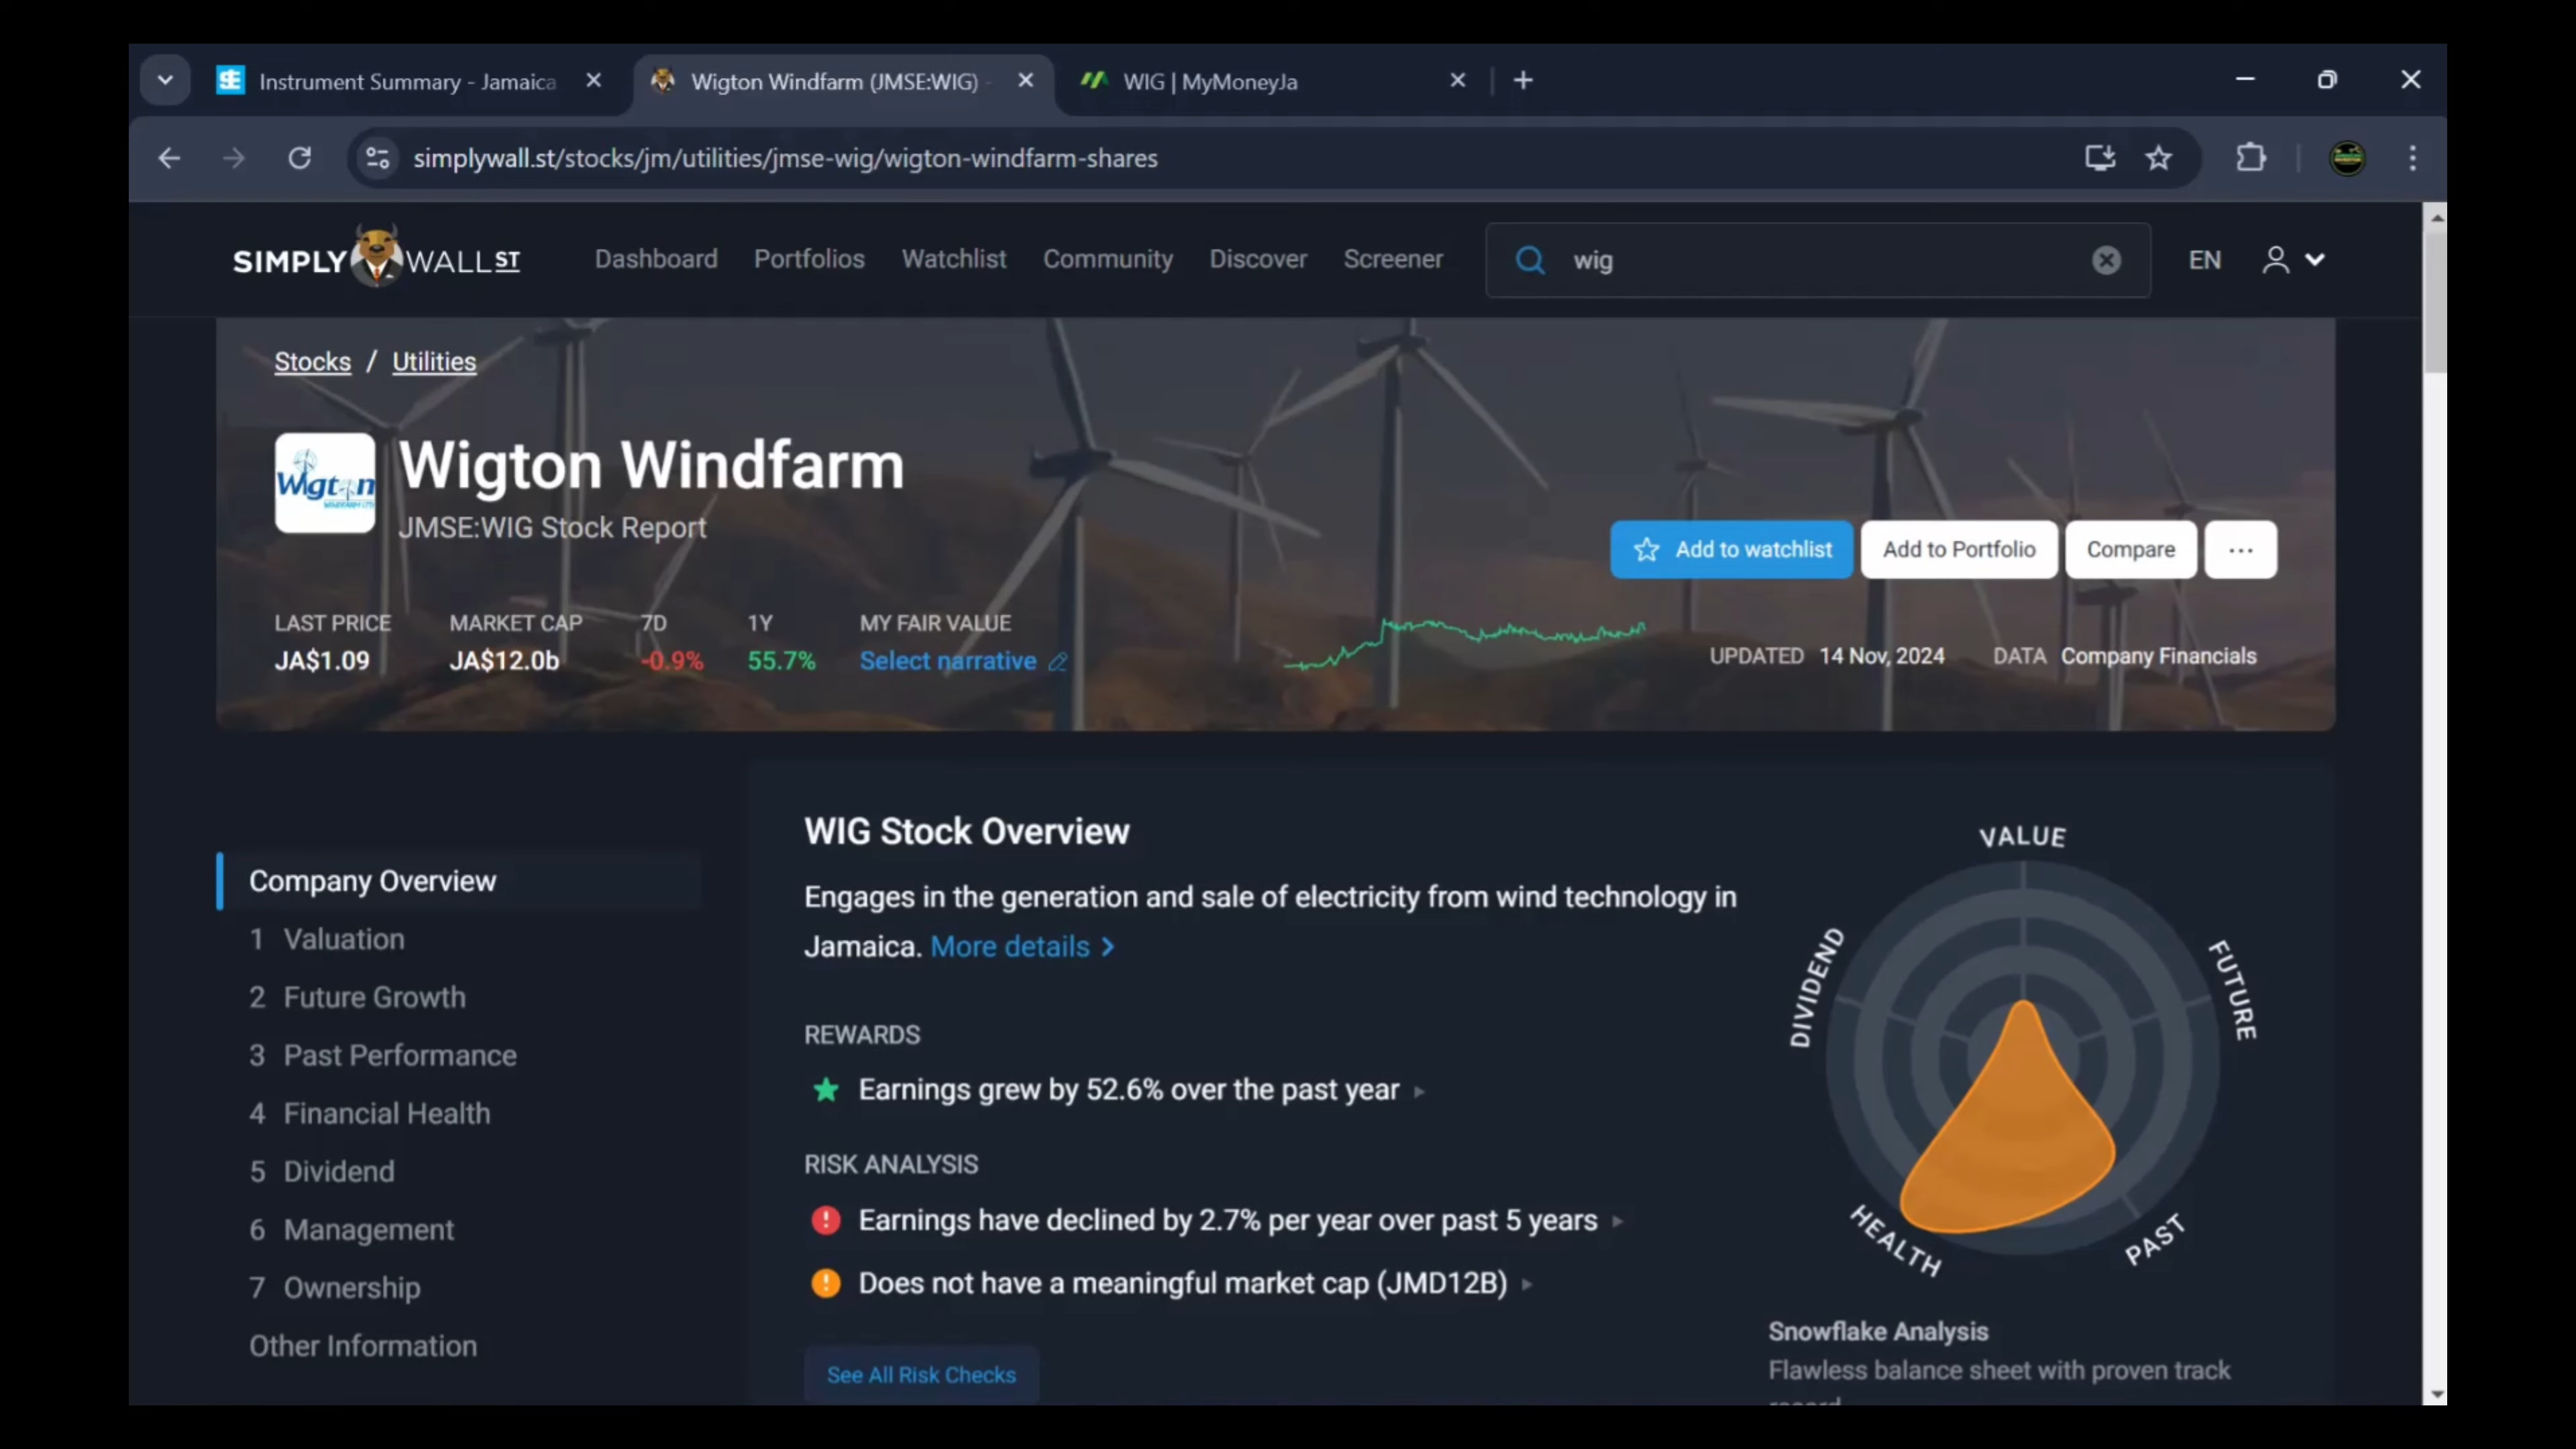 Instrument Summary - Jamaica
Wigton Windfarm (JMSE:WIG) -
WIG | MyMoneyJa
simplywall.st/stocks/jm/utilities/jmse-wig/wigton-windfarm-shares
SIMPLY WALL ST
Dashboard
Portfolios
Watchlist
Community
Discover
Screener
wig
EN
Stocks / Utilities
Wigton
WINDFARM LTD
Wigton Windfarm
JMSE:WIG Stock Report
Add to watchlist
Add to Portfolio
Compare
...
LAST PRICE
JA$1.09
MARKET CAP
JA$12.0b
7D
-0.9%
1Y
55.7%
MY FAIR VALUE
Select narrative
UPDATED 14 Nov, 2024
DATA Company Financials
Company Overview
1 Valuation
2 Future Growth
3 Past Performance
4 Financial Health
5 Dividend
6 Management
7 Ownership
Other Information
WIG Stock Overview
Engages in the generation and sale of electricity from wind technology in
Jamaica. More details
REWARDS
Earnings grew by 52.6% over the past year
RISK ANALYSIS
Earnings have declined by 2.7% per year over past 5 years
Does not have a meaningful market cap (JMD12B)
See All Risk Checks
VALUE
FUTURE
PAST
HEALTH
DIVIDEND
Snowflake Analysis
Flawless balance sheet with proven track